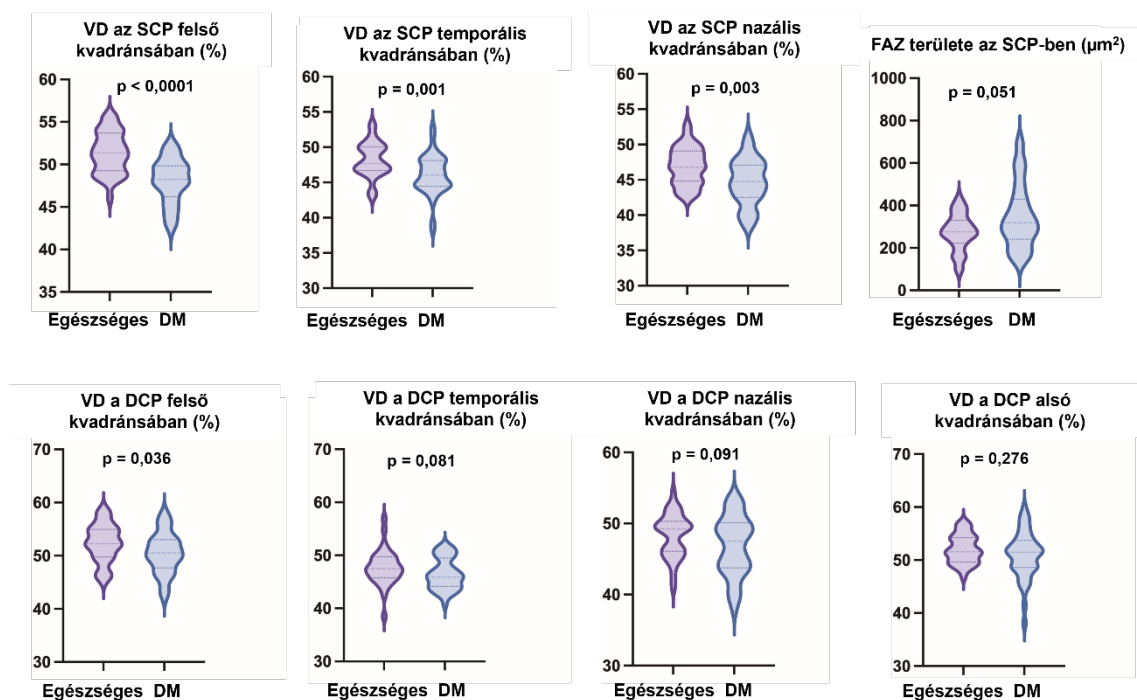 VD az SCP felső
kvadránsában (%)
p < 0,0001
60
55
50
45
40
35
Egészséges DM
VD az SCP temporális
kvadránsában (%)
p = 0,001
60
55
50
45
40
35
30
Egészséges DM
VD az SCP nazális
kvadránsában (%)
p = 0,003
60
55
50
45
40
35
30
Egészséges DM
FAZ területe az SCP-ben (µm²)
p = 0,051
1000
800
600
400
200
0
Egészséges DM
VD a DCP felső
kvadránsában (%)
p = 0,036
70
60
50
40
30
Egészséges DM
VD a DCP temporális
kvadránsában (%)
p = 0,081
70
60
50
40
30
Egészséges DM
VD a DCP nazális
kvadránsában (%)
p = 0,091
60
50
40
30
Egészséges DM
VD a DCP alsó
kvadránsában (%)
p = 0,276
70
60
50
40
30
Egészséges DM